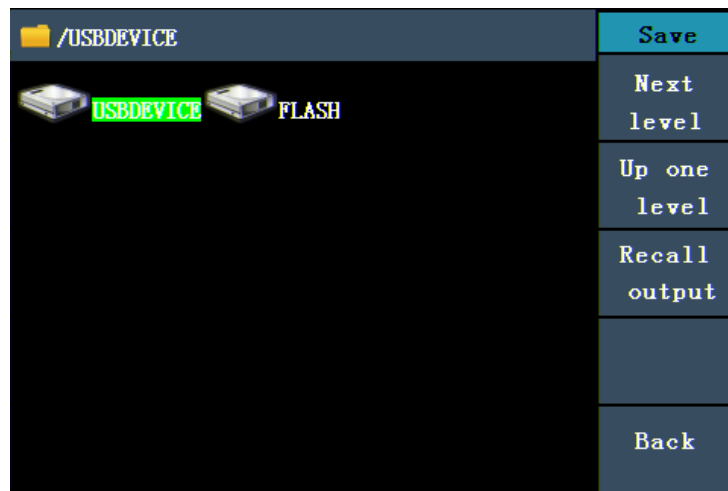 /USBDEVICE
USBDEVICE FLASH
Save
Next
level
Up one
level
Recall
output
Back